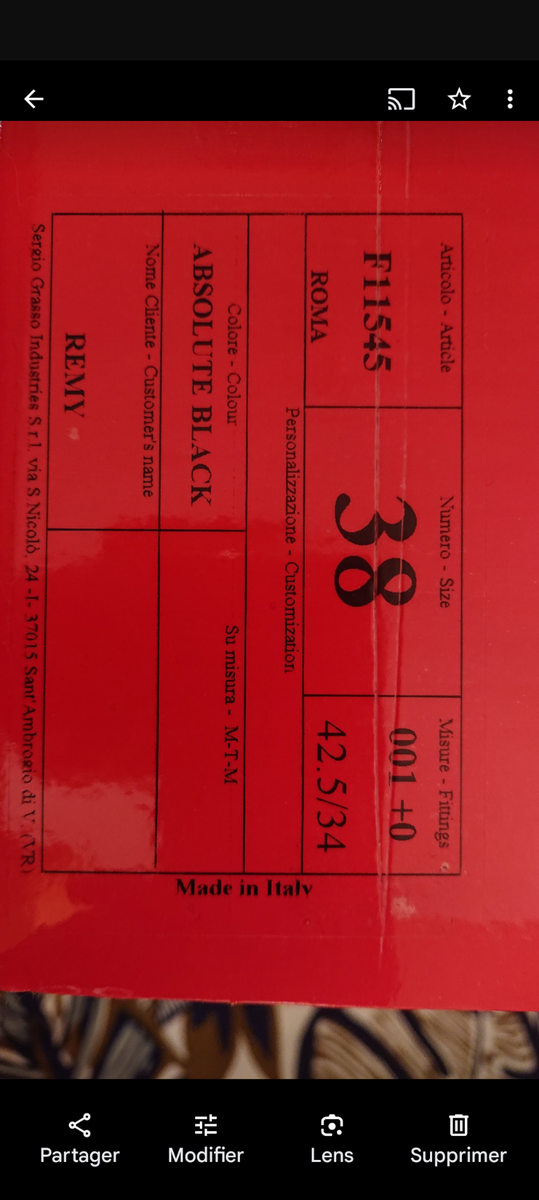 Articolo - Article
F11545
ROMA
Numero - Size
38
Misure - Fittings
001 +0
42.5/34
Personalizzazione - Customization
Colore - Colour
ABSOLUTE BLACK
Su misura - M-T-M
Nome Cliente - Customer's name
REMY
Sergio Grasso Industries S.r.l. via S.Nicolò, 24 -I- 37015 Sant'Ambrogio di V. (VR)
Made in Italy
Partager
Modifier
Lens
Supprimer